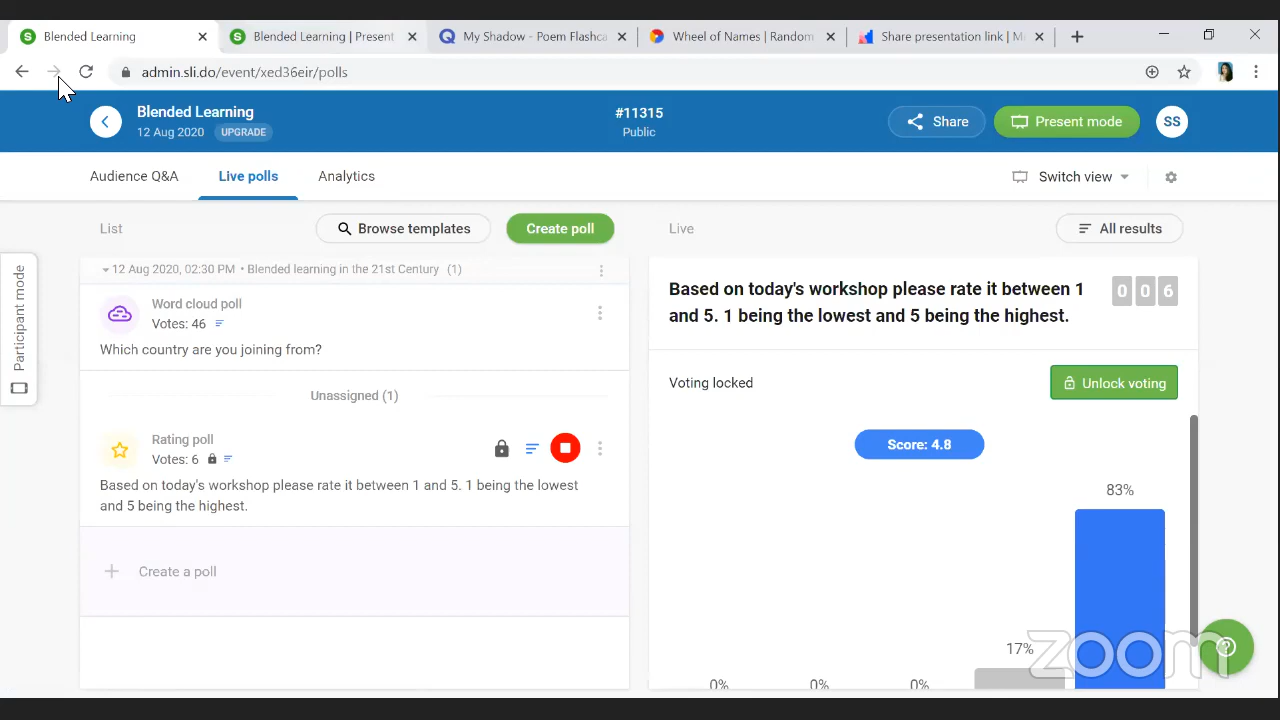 Blended Learning
Blended Learning | Present
My Shadow - Poem Flashca
Wheel of Names | Random
Share presentation link | M
admin.sli.do/event/xed36eir/polls
Blended Learning
12 Aug 2020 UPGRADE
#11315
Public
Share
Present mode
SS
Audience Q&A
Live polls
Analytics
Switch view
Participant mode
List
Browse templates
Create poll
12 Aug 2020, 02:30 PM • Blended learning in the 21st Century (1)
Word cloud poll
Votes: 46
Which country are you joining from?
Unassigned (1)
Rating poll
Votes: 6
Based on today's workshop please rate it between 1 and 5. 1 being the lowest
and 5 being the highest.
Create a poll
Live
All results
Based on today's workshop please rate it between 1
and 5. 1 being the lowest and 5 being the highest.
0 0 6
Voting locked
Unlock voting
Score: 4.8
83%
17%
0% 0% 0%
zoom